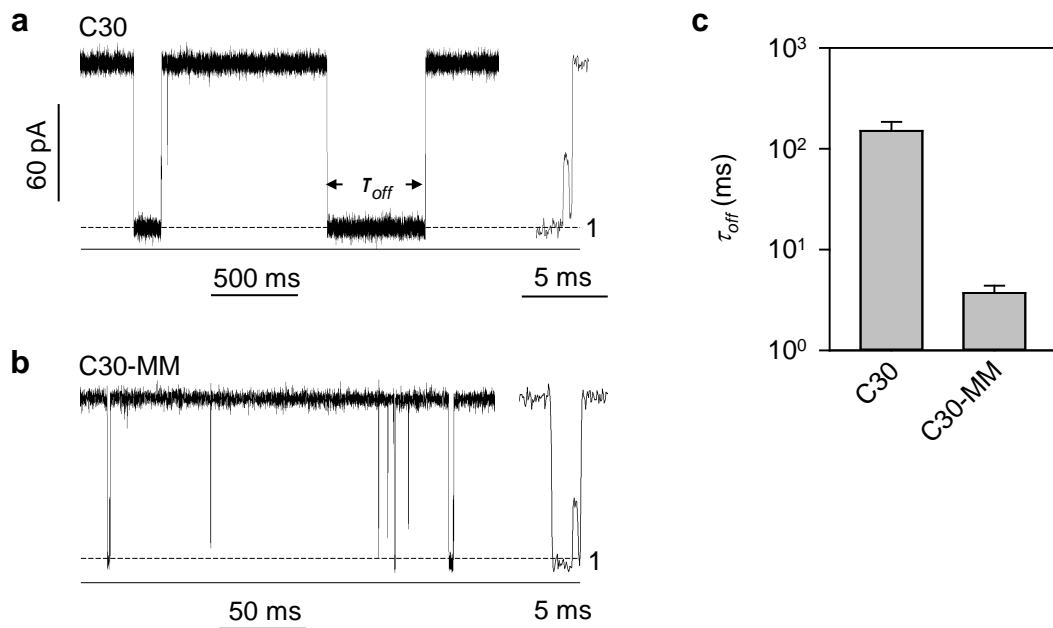 a
C30
60 pA
τoff
1
500 ms
5 ms
b
C30-MM
1
50 ms
5 ms
c
τoff (ms)
10³
10²
10¹
10⁰
C30
C30-MM